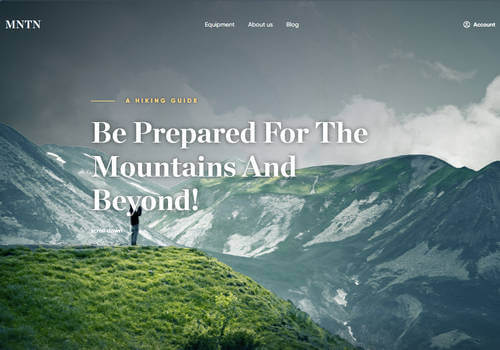 MNTN
Equipment About us Blog Account
A HIKING GUIDE
Be Prepared For The
Mountains And
Beyond!
scroll down